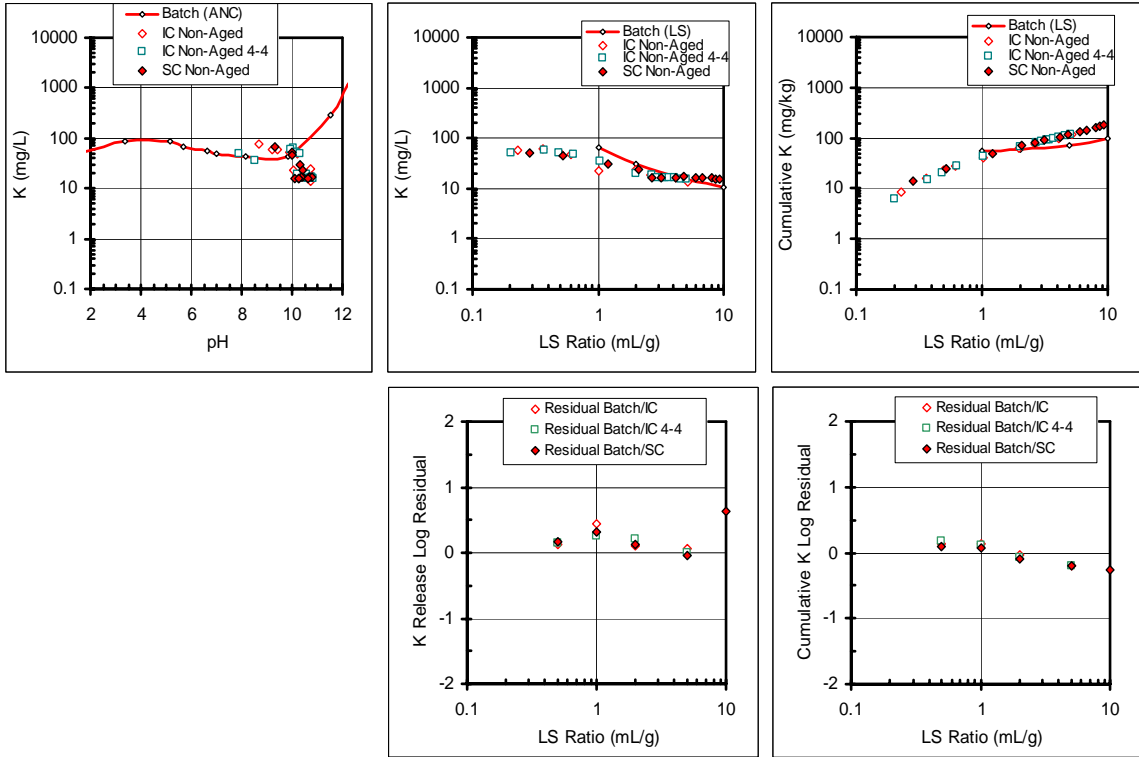 Batch (ANC)
IC Non-Aged
IC Non-Aged 4-4
SC Non-Aged
10000
1000
100
10
1
0.1
K (mg/L)
2 4 6 8 10 12
pH
Batch (LS)
IC Non-Aged
IC Non-Aged 4-4
SC Non-Aged
10000
1000
100
10
1
0.1
K (mg/L)
0.1 1 10
LS Ratio (mL/g)
Batch (LS)
IC Non-Aged
IC Non-Aged 4-4
SC Non-Aged
10000
1000
100
10
1
0.1
Cumulative K (mg/kg)
0.1 1 10
LS Ratio (mL/g)
Residual Batch/IC
Residual Batch/IC 4-4
Residual Batch/SC
2
1
0
-1
-2
K Release Log Residual
0.1 1 10
LS Ratio (mL/g)
Residual Batch/IC
Residual Batch/IC 4-4
Residual Batch/SC
2
1
0
-1
-2
Cumulative K Log Residual
0.1 1 10
LS Ratio (mL/g)